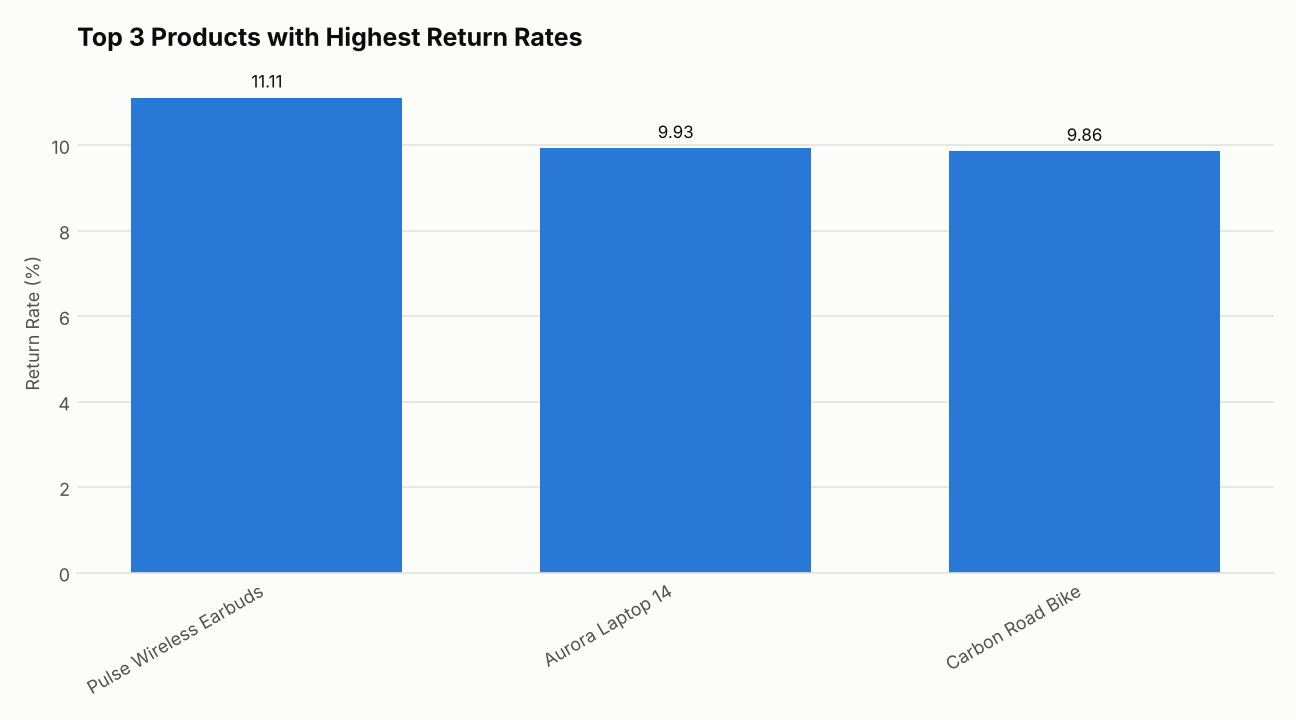 Top 3 Products with Highest Return Rates
11.11
9.93
9.86
Return Rate (%)
10
8
6
4
2
0
Pulse Wireless Earbuds
Aurora Laptop 14
Carbon Road Bike